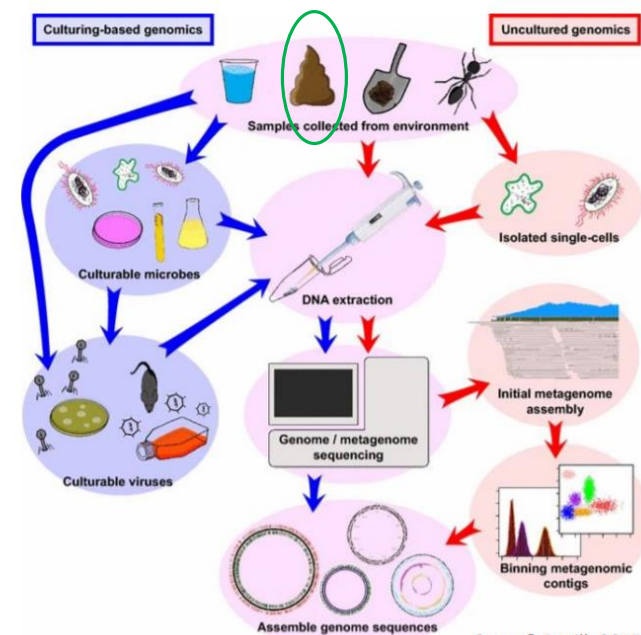 Culturing-based genomics
Uncultured genomics
Samples collected from environment
Culturable microbes
DNA extraction
Isolated single-cells
Initial metagenome
assembly
Genome / metagenome
sequencing
Culturable viruses
Binning metagenomic
contigs
Assemble genome sequences